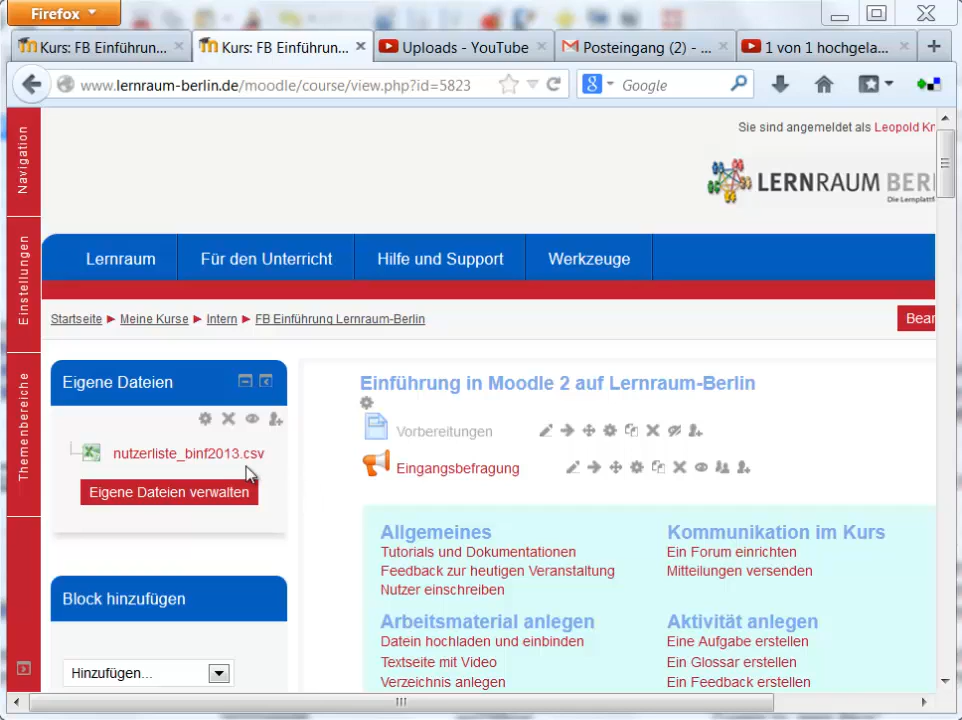 Firefox
Kurs: FB Einführun...
Kurs: FB Einführun...
Uploads - YouTube
Posteingang (2) - ...
1 von 1 hochgela...
www.lernraum-berlin.de/moodle/course/view.php?id=5823
Google
Sie sind angemeldet als Leopold Kr
LERNRAUM BERI
Die Lernplattf
Navigation
Einstellungen
Themenbereiche
Lernraum
Für den Unterricht
Hilfe und Support
Werkzeuge
Startseite ► Meine Kurse ► Intern ► FB Einführung Lernraum-Berlin
Bear
Eigene Dateien
nutzerliste_binf2013.csv
Eigene Dateien verwalten
Block hinzufügen
Hinzufügen...
Einführung in Moodle 2 auf Lernraum-Berlin
Vorbereitungen
Eingangsbefragung
Allgemeines
Tutorials und Dokumentationen
Feedback zur heutigen Veranstaltung
Nutzer einschreiben
Kommunikation im Kurs
Ein Forum einrichten
Mitteilungen versenden
Arbeitsmaterial anlegen
Datein hochladen und einbinden
Textseite mit Video
Verzeichnis anlegen
Aktivität anlegen
Eine Aufgabe erstellen
Ein Glossar erstellen
Ein Feedback erstellen